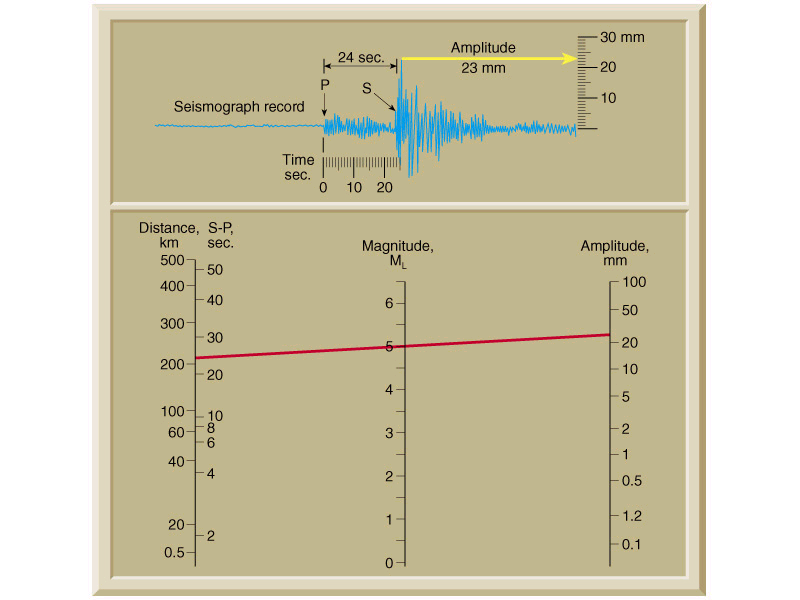 24 sec.
Amplitude
23 mm
30 mm
20
10
P
S
Seismograph record
Time
sec.
0 10 20
Distance,
km
S-P,
sec.
Magnitude,
M_L
Amplitude,
mm
500
400
300
200
100
60
40
20
0.5
50
40
30
20
10
8
6
4
2
6
5
4
3
2
1
0
100
50
20
10
5
2
1
0.5
1.2
0.1